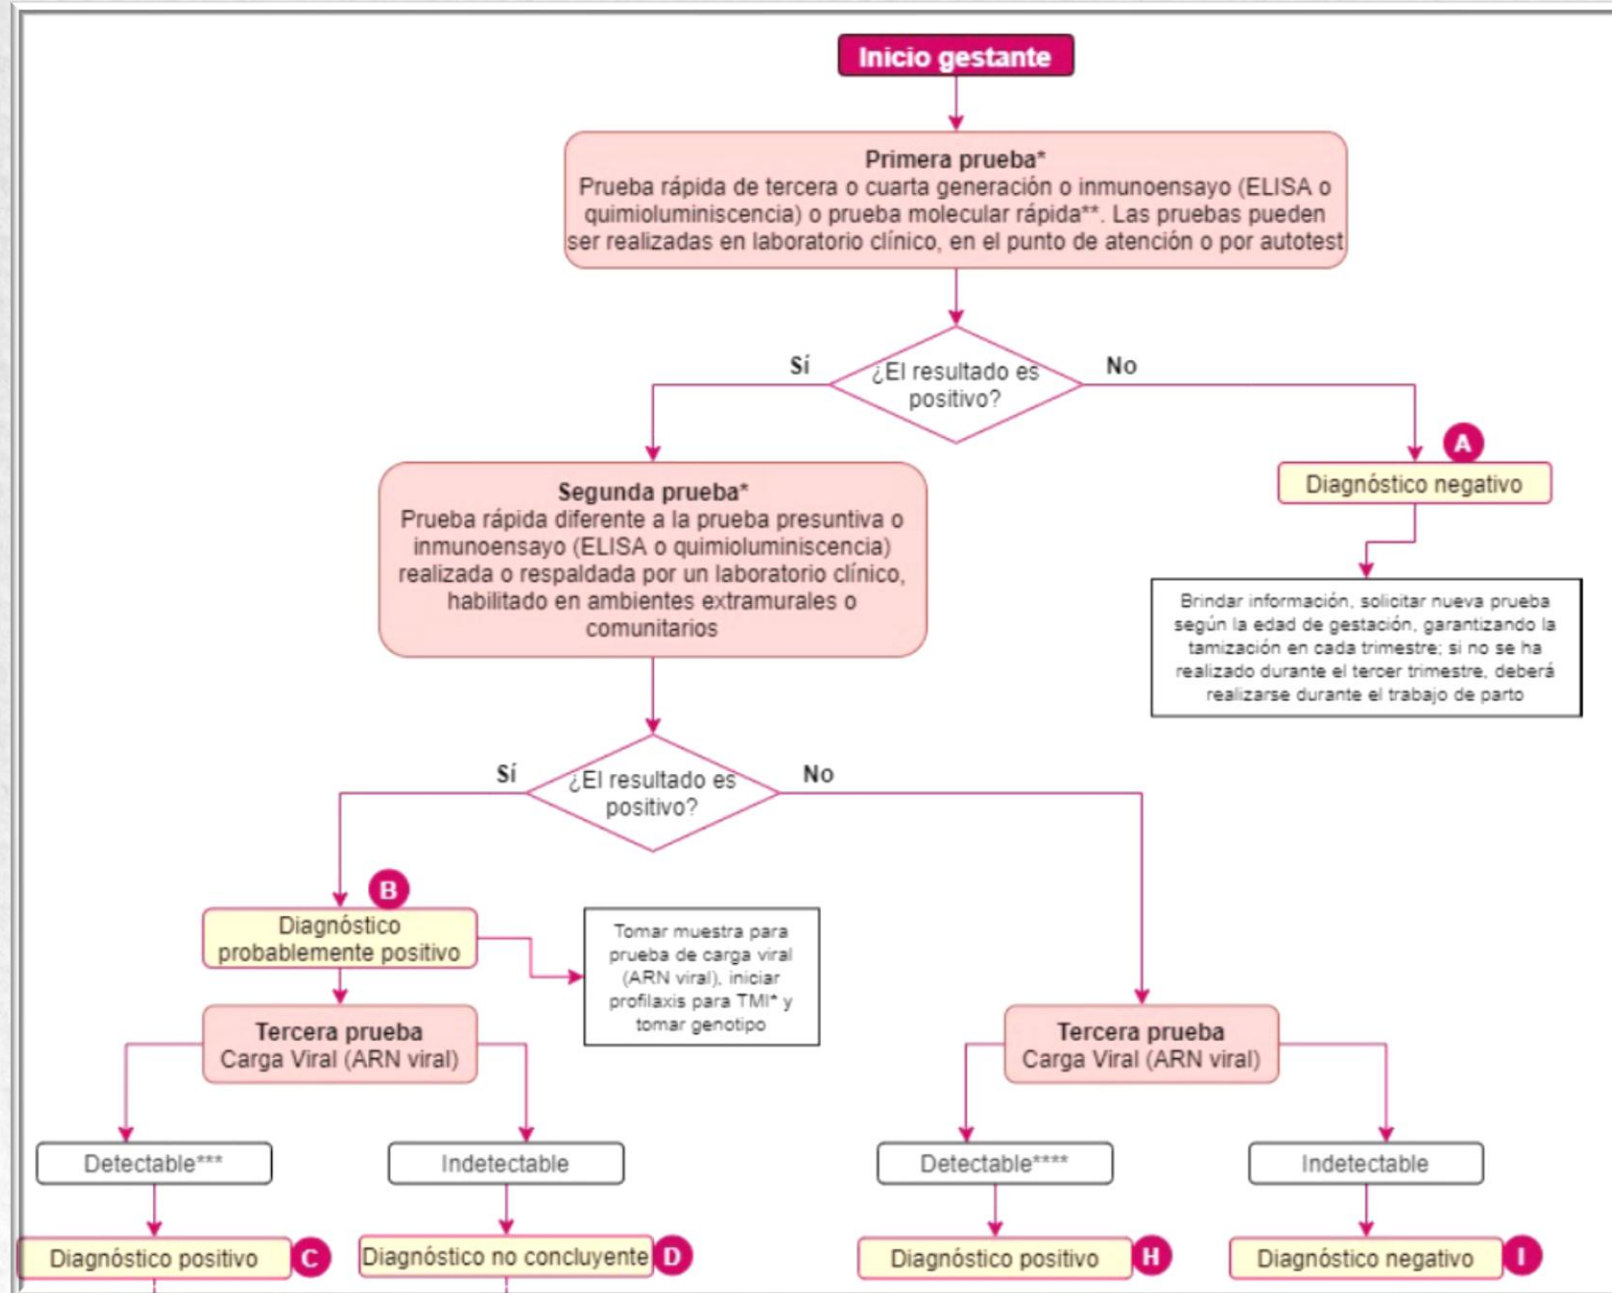 Inicio gestante
Primera prueba*
Prueba rápida de tercera o cuarta generación o inmunoensayo (ELISA o
quimioluminiscencia) o prueba molecular rápida**. Las pruebas pueden
ser realizadas en laboratorio clínico, en el punto de atención o por autotest
¿El resultado es
positivo?
Sí
No
A
Diagnóstico negativo
Brindar información, solicitar nueva prueba
según la edad de gestación, garantizando la
tamización en cada trimestre; si no se ha
realizado durante el tercer trimestre, deberá
realizarse durante el trabajo de parto
Segunda prueba*
Prueba rápida diferente a la prueba presuntiva o
inmunoensayo (ELISA o quimioluminiscencia)
realizada o respaldada por un laboratorio clínico,
habilitado en ambientes extramurales o
comunitarios
¿El resultado es
positivo?
Sí
No
B
Diagnóstico
probablemente positivo
Tomar muestra para
prueba de carga viral
(ARN viral), iniciar
profilaxis para TMI* y
tomar genotipo
Tercera prueba
Carga Viral (ARN viral)
Tercera prueba
Carga Viral (ARN viral)
Detectable***
Indetectable
Detectable****
Indetectable
Diagnóstico positivo
C
Diagnóstico no concluyente
D
Diagnóstico positivo
H
Diagnóstico negativo
I